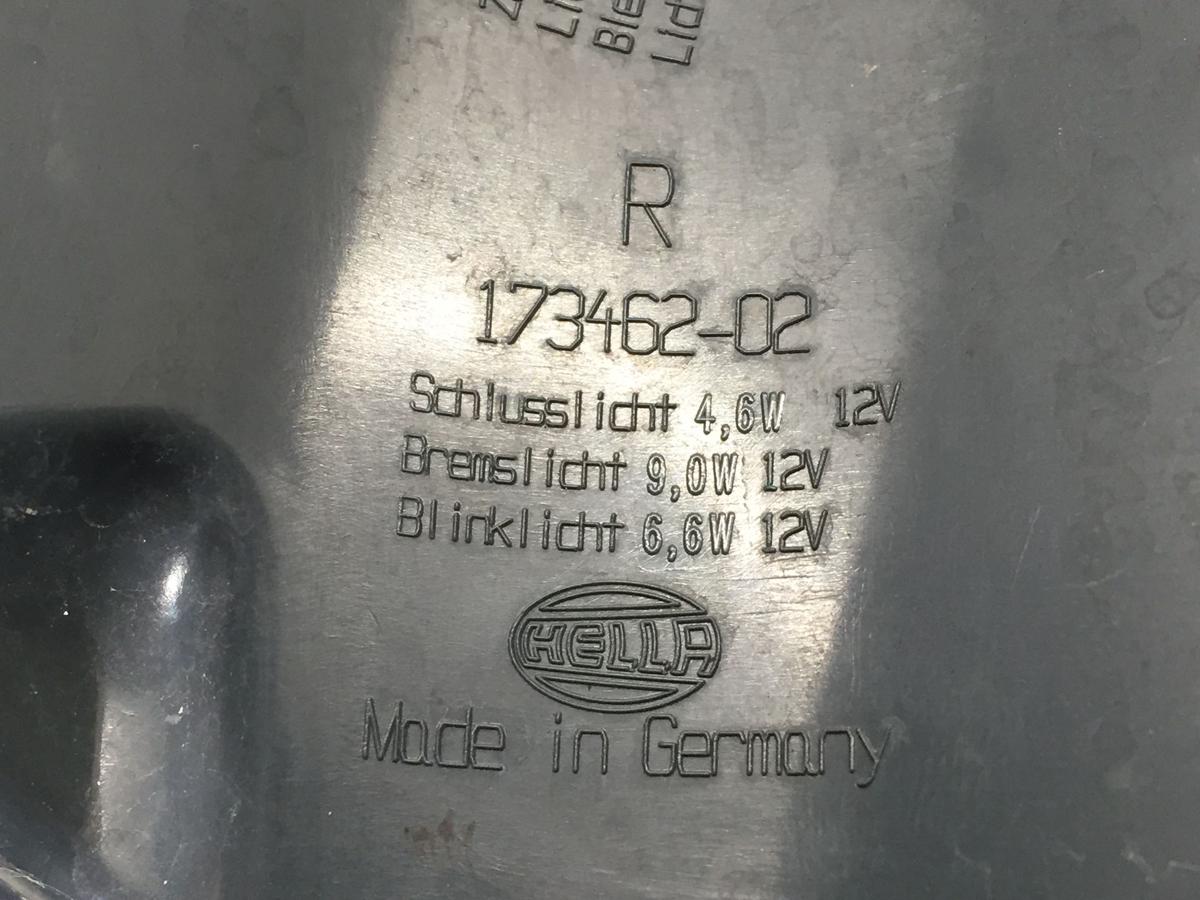 R
173462-02
Schlusslicht 4,6W 12V
Bremslicht 9,0W 12V
Blinklicht 6,6W 12V
HELLA
Made in Germany